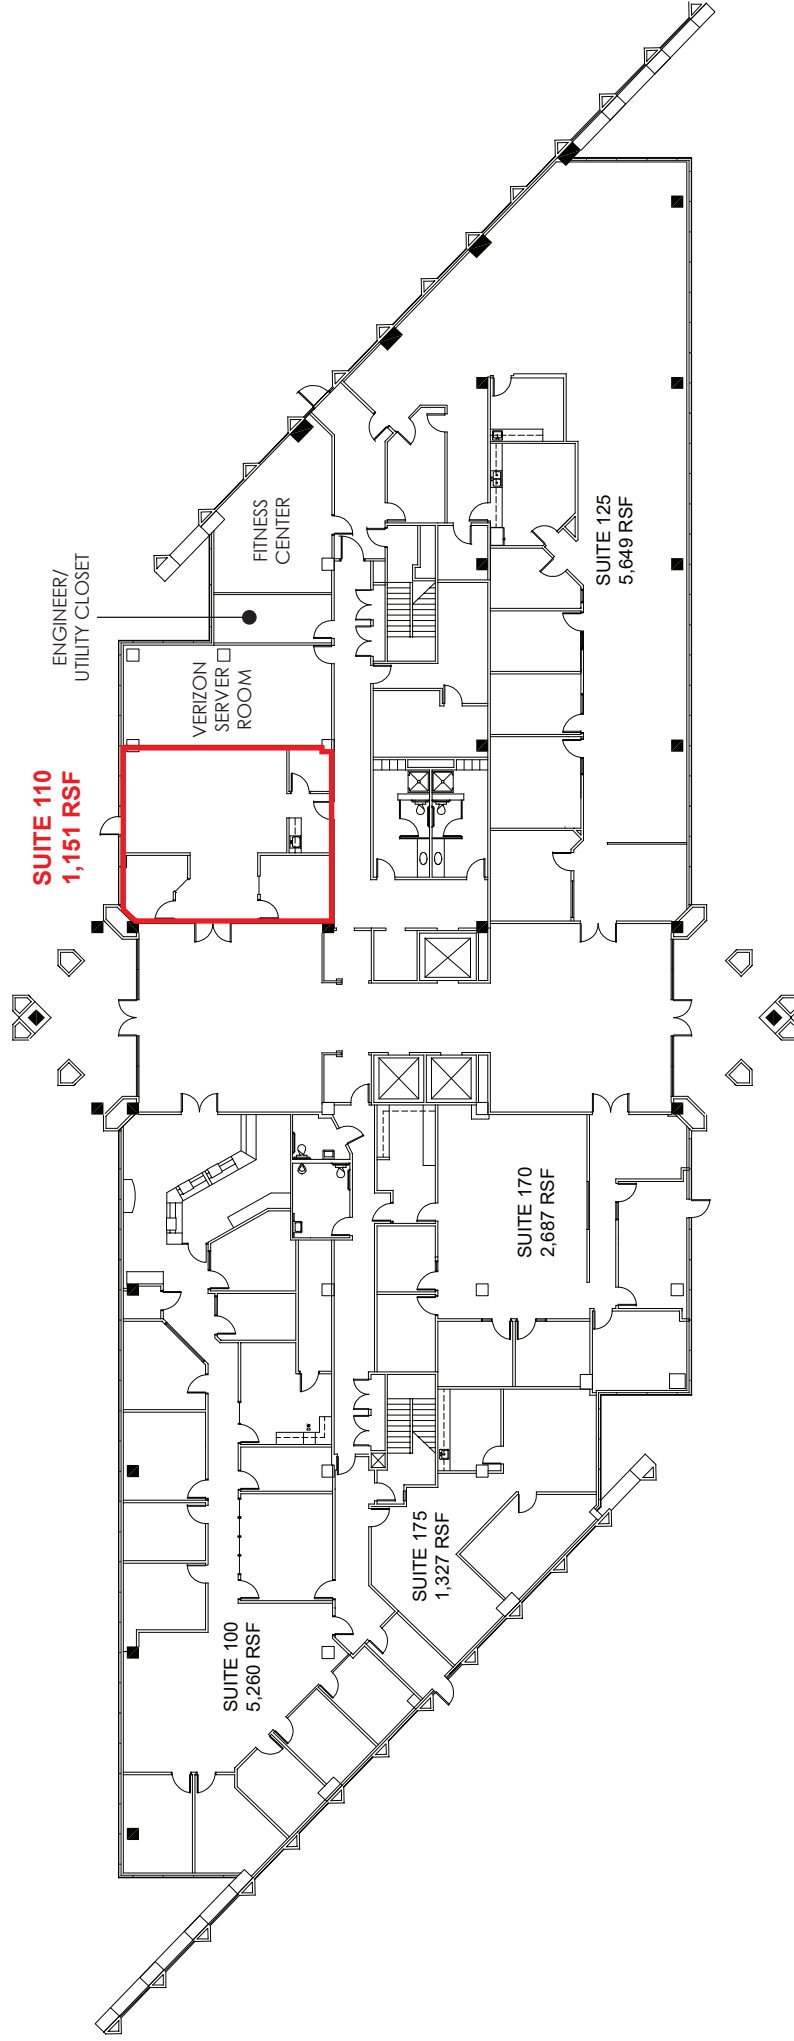 SUITE 110
1,151 RSF
ENGINEER/
UTILITY CLOSET
FITNESS
CENTER
VERIZON
SERVER
ROOM
SUITE 125
5,649 RSF
SUITE 170
2,687 RSF
SUITE 175
1,327 RSF
SUITE 100
5,260 RSF
DW